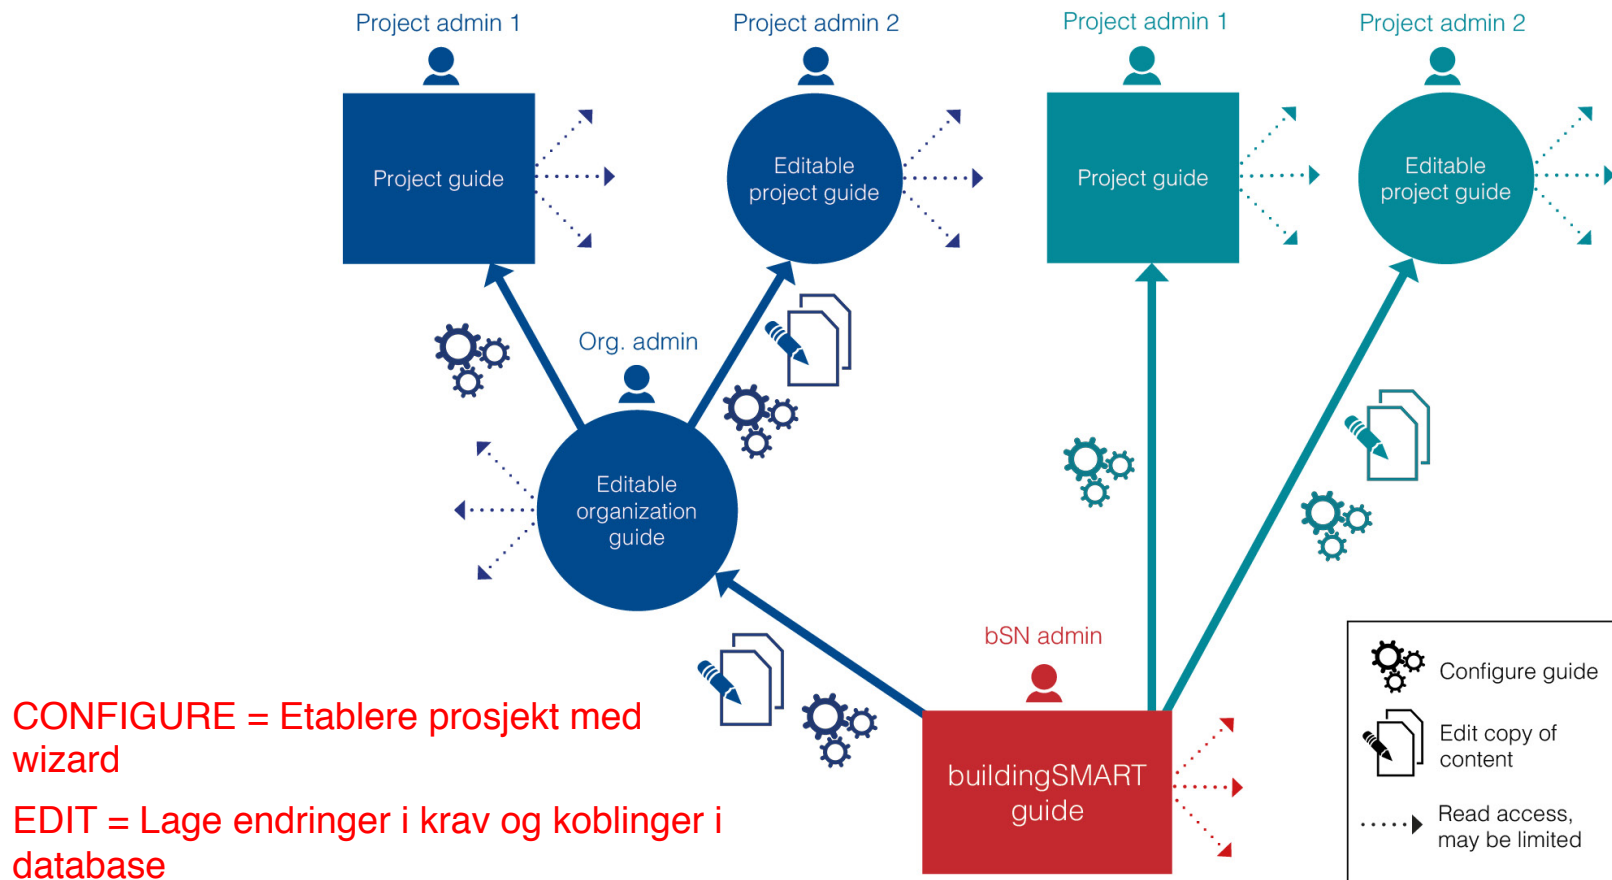 Project admin 1
Project admin 2
Project admin 1
Project admin 2
Project guide
Editable
project guide
Project guide
Editable
project guide
Org. admin
Editable
organization
guide
bSN admin
buildingSMART
guide
Configure guide
Edit copy of
content
Read access,
may be limited
CONFIGURE = Etablere prosjekt med
wizard
EDIT = Lage endringer i krav og koblinger i
database